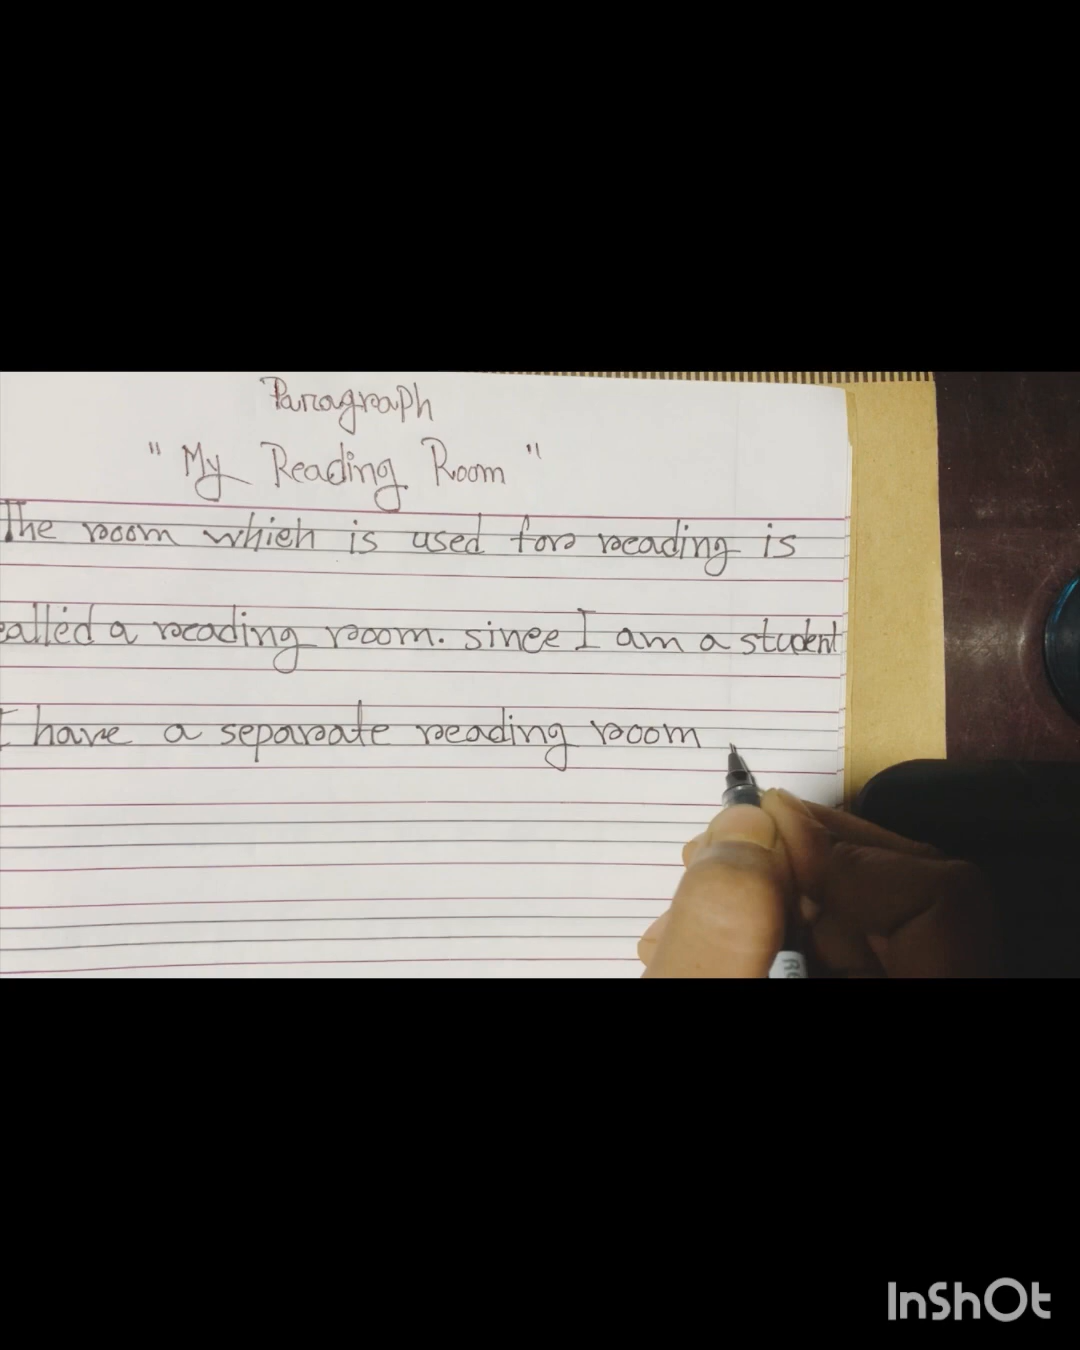 Paragraph
"My Reading Room"
The room which is used for reading is
called a reading room. since I am a student
I have a separate reading room
InShOt